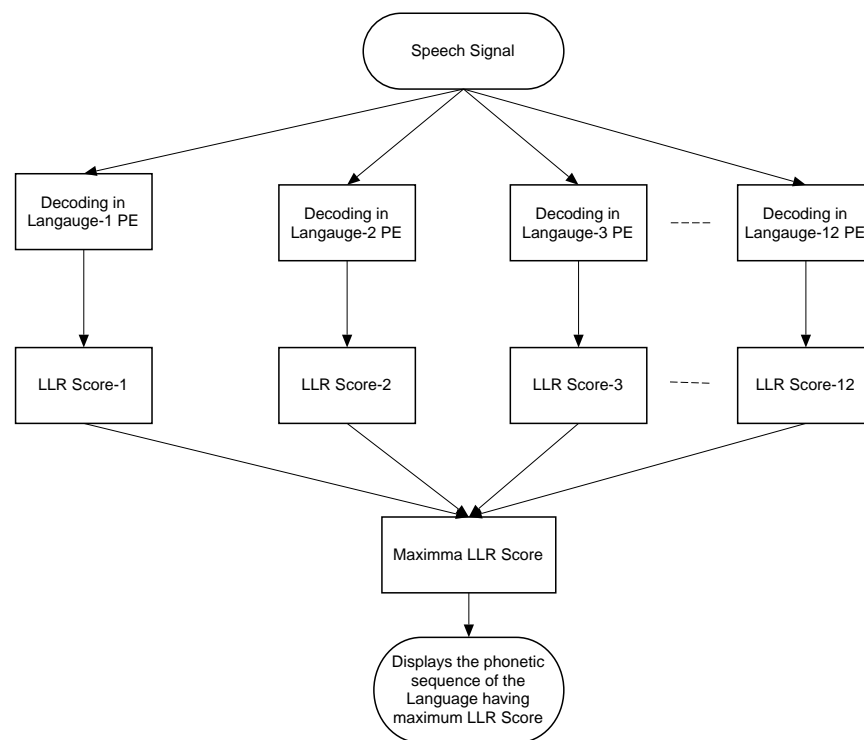 Speech Signal
Decoding in
Langauge-1 PE
Decoding in
Langauge-2 PE
Decoding in
Langauge-3 PE
Decoding in
Langauge-12 PE
LLR Score-1
LLR Score-2
LLR Score-3
LLR Score-12
Maximma LLR Score
Displays the phonetic
sequence of the
Language having
maximum LLR Score